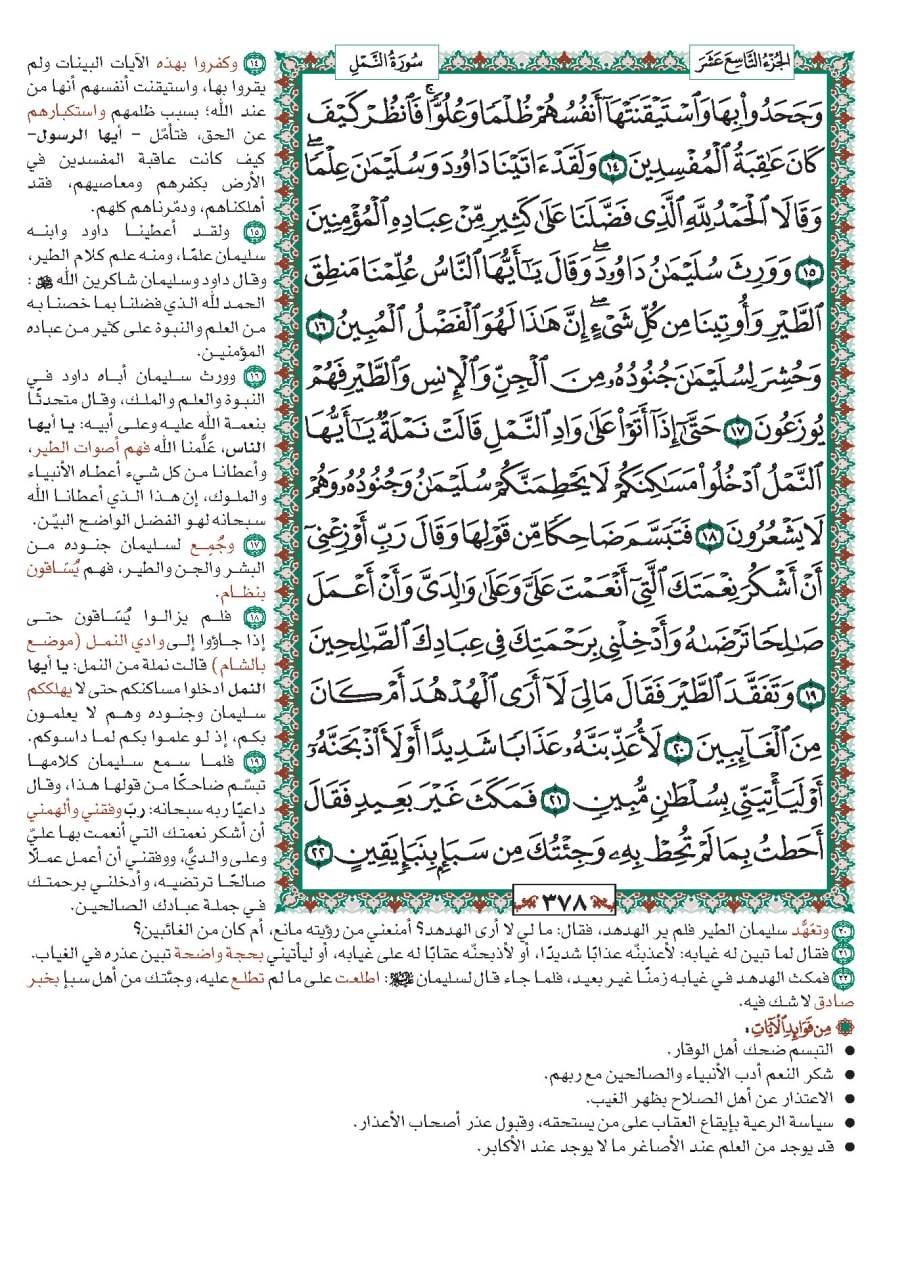 الجزء التاسع عشر
سورة النمل
وَجَحَدُوا۟ بِهَا وَٱسْتَيْقَنَتْهَآ أَنفُسُهُمْ ظُلْمًا وَعُلُوًّا ۚ فَٱنظُرْ كَيْفَ
كَانَ عَٰقِبَةُ ٱلْمُفْسِدِينَ ١٤ وَلَقَدْ ءَاتَيْنَا دَاوُۥدَ وَسُلَيْمَٰنَ عِلْمًا ۖ
وَقَالَا ٱلْحَمْدُ لِلَّهِ ٱلَّذِى فَضَّلَنَا عَلَىٰ كَثِيرٍ مِّنْ عِبَادِهِ ٱلْمُؤْمِنِينَ
١٥ وَوَرِثَ سُلَيْمَٰنُ دَاوُۥدَ ۖ وَقَالَ يَٰٓأَيُّهَا ٱلنَّاسُ عُلِّمْنَا مَنطِقَ
ٱلطَّيْرِ وَأُوتِينَا مِن كُلِّ شَىْءٍ ۖ إِنَّ هَٰذَا لَهُوَ ٱلْفَضْلُ ٱلْمُبِينُ ١٦
وَحُشِرَ لِسُلَيْمَٰنَ جُنُودُهُۥ مِنَ ٱلْجِنِّ وَٱلْإِنسِ وَٱلطَّيْرِ فَهُمْ
يُوزَعُونَ ١٧ حَتَّىٰٓ إِذَآ أَتَوْا۟ عَلَىٰ وَادِ ٱلنَّمْلِ قَالَتْ نَمْلَةٌ يَٰٓأَيُّهَا
ٱلنَّمْلُ ٱدْخُلُوا۟ مَسَٰكِنَكُمْ لَا يَحْطِمَنَّكُمْ سُلَيْمَٰنُ وَجُنُودُهُۥ وَهُمْ
لَا يَشْعُرُونَ ١٨ فَتَبَسَّمَ ضَاحِكًا مِّن قَوْلِهَا وَقَالَ رَبِّ أَوْزِعْنِىٓ
أَنْ أَشْكُرَ نِعْمَتَكَ ٱلَّتِىٓ أَنْعَمْتَ عَلَىَّ وَعَلَىٰ وَٰلِدَىَّ وَأَنْ أَعْمَلَ
صَٰلِحًا تَرْضَىٰهُ وَأَدْخِلْنِى بِرَحْمَتِكَ فِى عِبَادِكَ ٱلصَّٰلِحِينَ
١٩ وَتَفَقَّدَ ٱلطَّيْرَ فَقَالَ مَا لِىَ لَآ أَرَى ٱلْهُدْهُدَ أَمْ كَانَ
مِنَ ٱلْغَآئِبِينَ ٢٠ لَأُعَذِّبَنَّهُۥ عَذَابًا شَدِيدًا أَوْ لَأَا۟ذْبَحَنَّهُۥٓ
أَوْ لَيَأْتِيَنِّى بِسُلْطَٰنٍ مُّبِينٍ ٢١ فَمَكَثَ غَيْرَ بَعِيدٍ فَقَالَ
أَحَطتُ بِمَا لَمْ تُحِطْ بِهِۦ وَجِئْتُكَ مِن سَبَإٍۭ بِنَبَإٍ يَقِينٍ ٢٢
٣٧٨
١٤ وكفروا بهذه الآيات البينات ولم
يقروا بها، واستيقنت أنفسهم أنها من
عند الله؛ بسبب ظلمهم واستكبارهم
عن الحق، فتأمّل - أيها الرسول-
كيف كانت عاقبة المفسدين في
الأرض بكفرهم ومعاصيهم، فقد
أهلكناهم، ودمّرناهم كلهم.
١٥ ولقد أعطينا داود وابنه
سليمان علمًا، ومنه علم كلام الطير،
وقال داود وسليمان شاكرين الله ﷻ:
الحمد لله الذي فضلنا بما خصنا به
من العلم والنبوة على كثير من عباده
المؤمنين.
١٦ وورث سليمان أباه داود في
النبوة والعلم والملك، وقال متحدثًا
بنعمة الله عليه وعلى أبيه: يا أيها
الناس، علّمنا الله فهم أصوات الطير،
وأعطانا من كل شيء أعطاه الأنبياء
والملوك، إن هذا الذي أعطانا الله
سبحانه لهو الفضل الواضح البيّن.
١٧ وجُمِع لسليمان جنوده من
البشر والجن والطير، فهم يُسَاقون
بنظام.
١٨ فلم يزالوا يُسَاقون حتى
إذا جاؤوا إلى وادي النمل (موضع
بالشام) قالت نملة من النمل: يا أيها
النمل ادخلوا مساكنكم حتى لا يهلككم
سليمان وجنوده وهم لا يعلمون
بكم، إذ لو علموا بكم لما داسوكم.
١٩ فلما سمع سليمان كلامها
تبسّم ضاحكًا من قولها هذا، وقال
داعيًا ربه سبحانه: ربّ وفقني وألهمني
أن أشكر نعمتك التي أنعمت بها عليّ
وعلى والديَّ، ووفقني أن أعمل عملًا
صالحًا ترتضيه، وأدخلني برحمتك
في جملة عبادك الصالحين.
٢٠ وتعهَّد سليمان الطير فلم ير الهدهد، فقال: ما لي لا أرى الهدهد؟ أمنعني من رؤيته مانع، أم كان من الغائبين؟
٢١ فقال لما تبين له غيابه: لأعذبنّه عذابًا شديدًا، أو لأذبحنّه عقابًا له على غيابه، أو ليأتيني بحجة واضحة تبين عذره في الغياب.
٢٢ فمكث الهدهد في غيابه زمنًا غير بعيد، فلما جاء قال لسليمان عليه السلام: اطلعت على ما لم تطلع عليه، وجئتك من أهل سبإ بخبر
صادق لا شك فيه.
من فوائد الآيات:
● التبسم ضحك أهل الوقار.
● شكر النعم أدب الأنبياء والصالحين مع ربهم.
● الاعتذار عن أهل الصلاح بظهر الغيب.
● سياسة الرعية بإيقاع العقاب على من يستحقه، وقبول عذر أصحاب الأعذار.
● قد يوجد من العلم عند الأصاغر ما لا يوجد عند الأكابر.